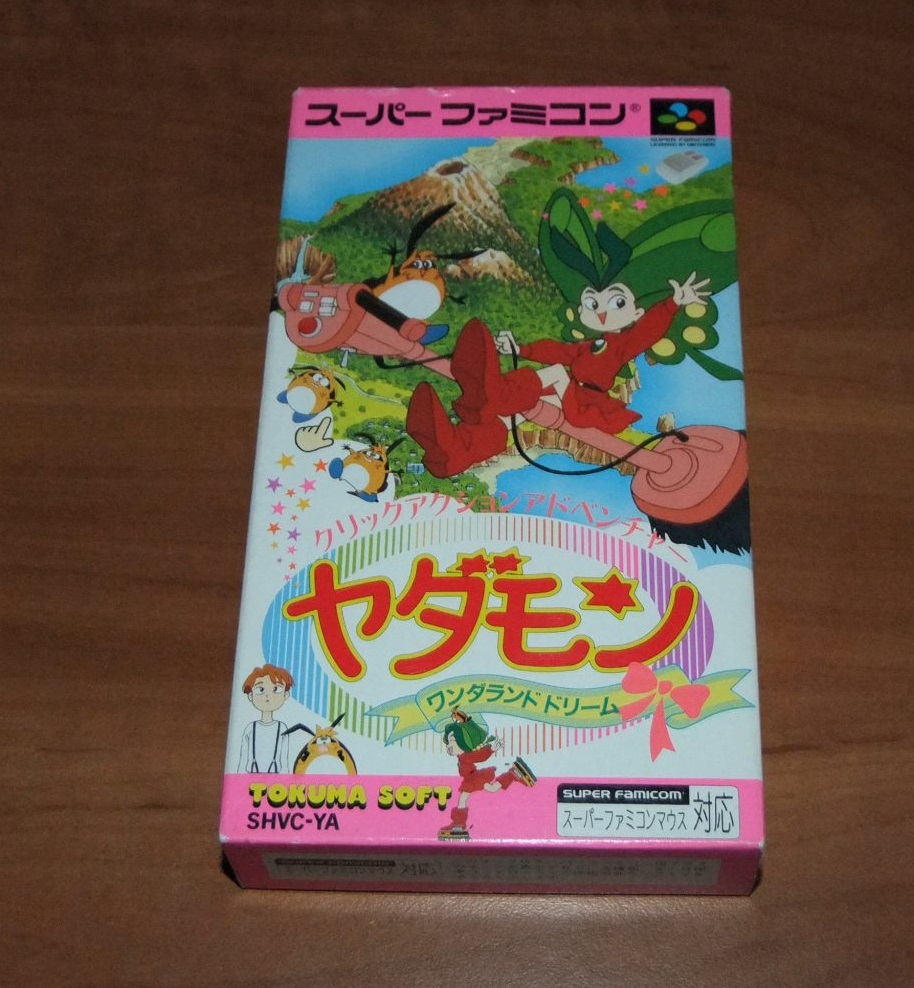 スーパーファミコン®
SUPER FAMICOM
LICENSED BY NINTENDO
クリックアクションアドベンチャー
ヤダモン
ワンダランドドリーム
TOKUMA SOFT
SHVC-YA
SUPER FAMICOM
スーパーファミコンマウス 対応